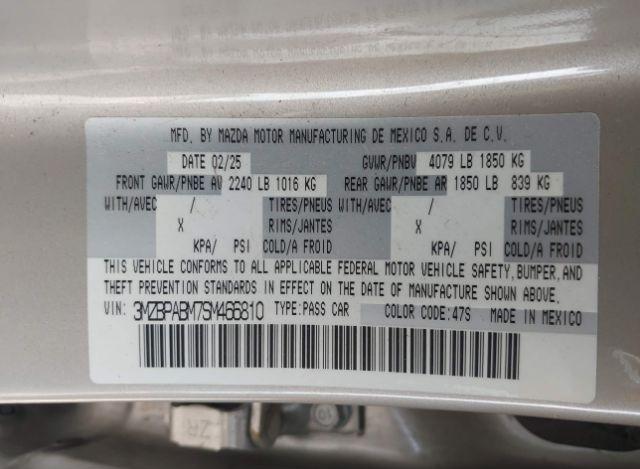 MFD. BY MAZDA MOTOR MANUFACTURING DE MEXICO S.A. DE C.V.
DATE 02/25 GVWR/PNBV 4079 LB 1850 KG
FRONT GAWR/PNBE AV 2240 LB 1016 KG REAR GAWR/PNBE AR 1850 LB 839 KG
WITH/AVEC / TIRES/PNEUS WITH/AVEC / TIRES/PNEUS
X RIMS/JANTES X RIMS/JANTES
KPA/ PSI COLD/A FROID KPA/ PSI COLD/A FROID
THIS VEHICLE CONFORMS TO ALL APPLICABLE FEDERAL MOTOR VEHICLE SAFETY, BUMPER, AND
THEFT PREVENTION STANDARDS IN EFFECT ON THE DATE OF MANUFACTURE SHOWN ABOVE.
VIN: 3MZBPABM7SM466810 TYPE:PASS CAR COLOR CODE:47S MADE IN MEXICO
ZR